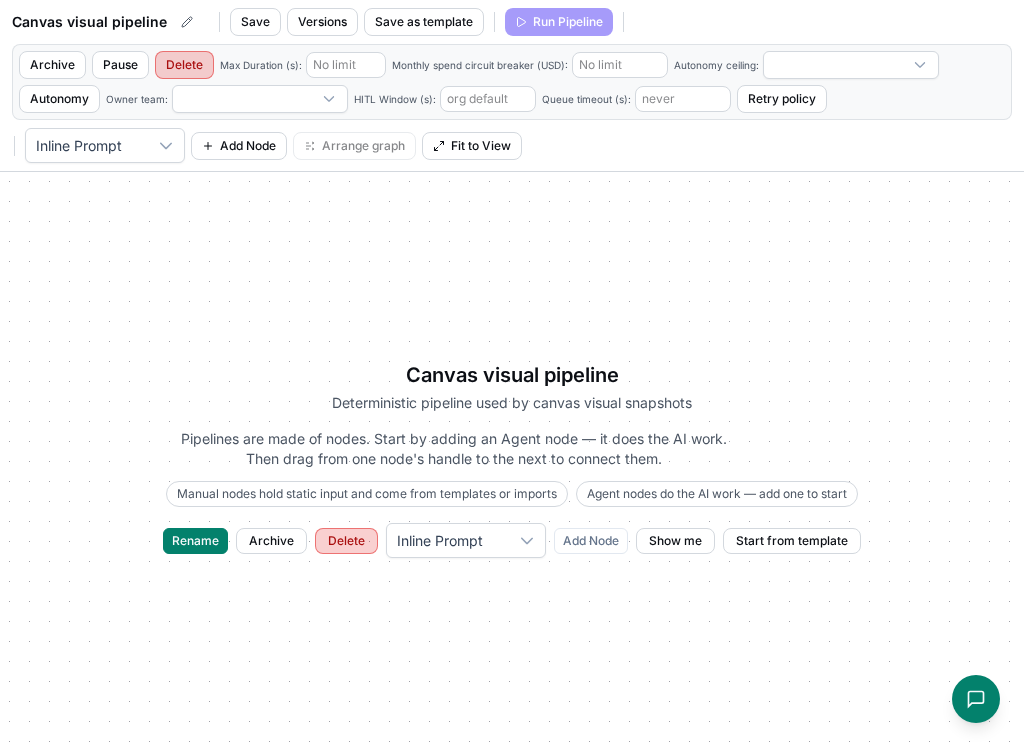 Canvas visual pipeline
Save
Versions
Save as template
Run Pipeline
Archive
Pause
Delete
Max Duration (s):
No limit
Monthly spend circuit breaker (USD):
No limit
Autonomy ceiling:
Autonomy
Owner team:
HITL Window (s):
org default
Queue timeout (s):
never
Retry policy
Inline Prompt
Add Node
Arrange graph
Fit to View
Canvas visual pipeline
Deterministic pipeline used by canvas visual snapshots
Pipelines are made of nodes. Start by adding an Agent node — it does the AI work.
Then drag from one node's handle to the next to connect them.
Manual nodes hold static input and come from templates or imports
Agent nodes do the AI work — add one to start
Rename
Archive
Delete
Inline Prompt
Add Node
Show me
Start from template